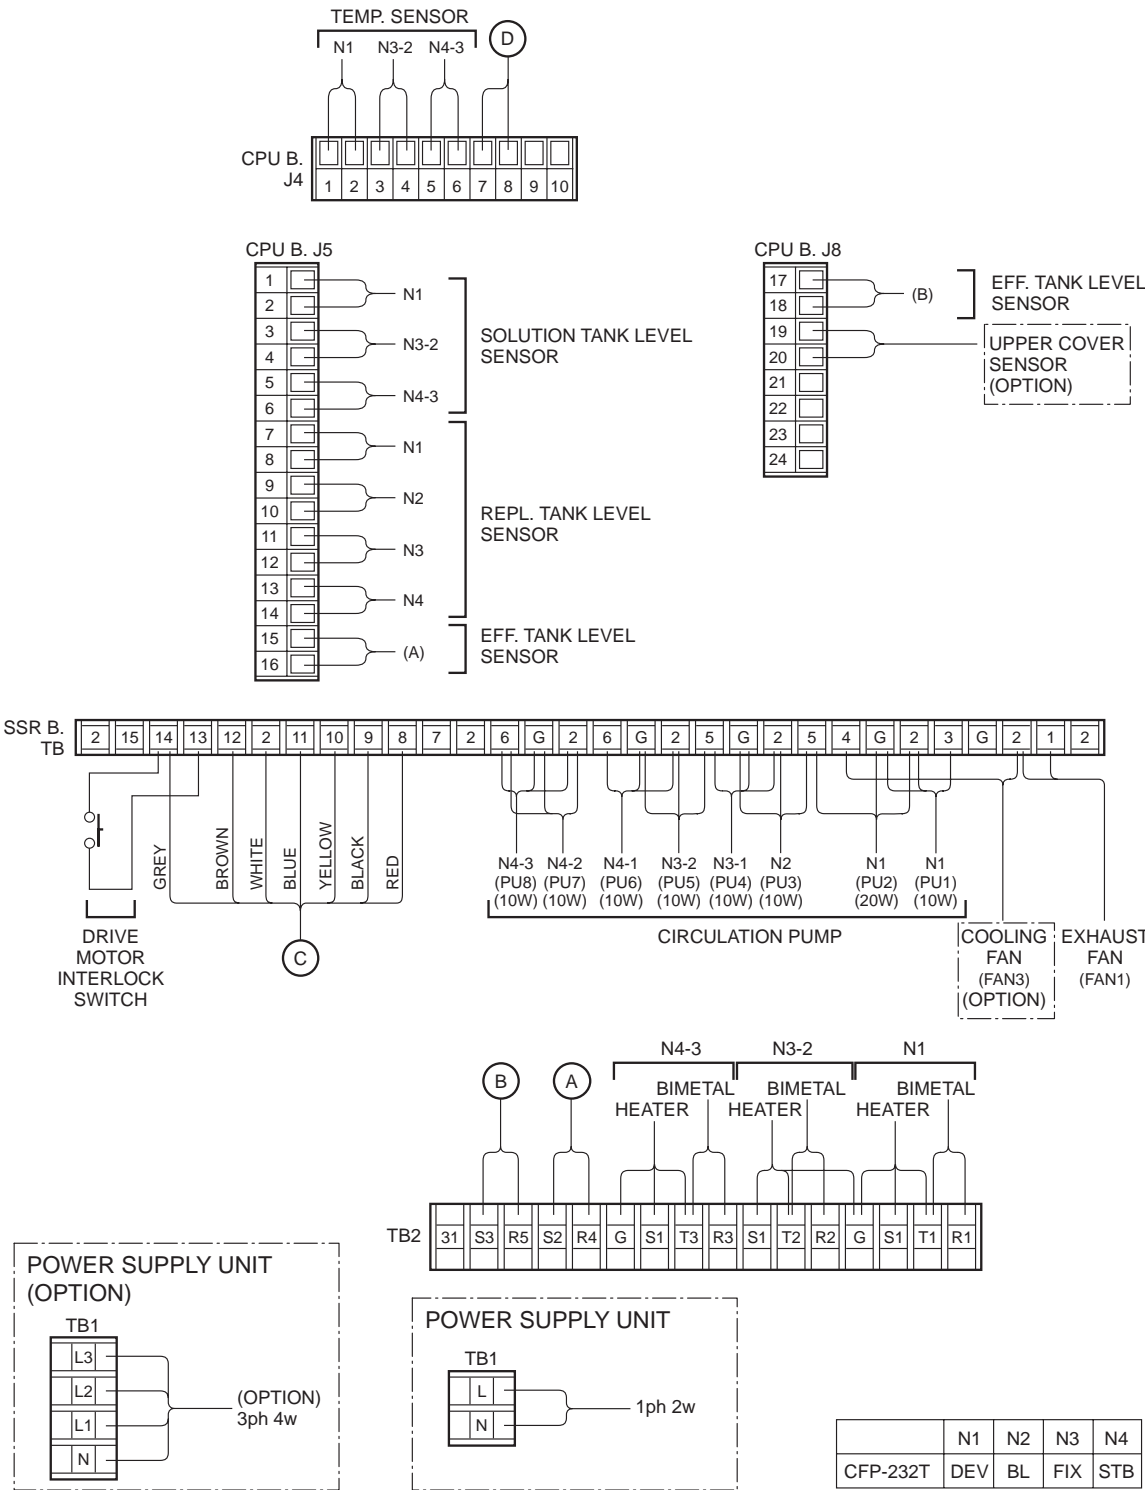 TEMP. SENSOR
N1 N3-2 N4-3 D
CPU B.
J4
1 2 3 4 5 6 7 8 9 10
CPU B. J5
1
2
N1
3
4
N3-2
5
6
N4-3
SOLUTION TANK LEVEL
SENSOR
7
8
N1
9
10
N2
11
12
N3
13
14
N4
REPL. TANK LEVEL
SENSOR
15
16
(A)
EFF. TANK LEVEL
SENSOR
CPU B. J8
17
18
(B)
EFF. TANK LEVEL
SENSOR
19
20
UPPER COVER
SENSOR
(OPTION)
21
22
23
24
SSR B.
TB
2 15 14 13 12 2 11 10 9 8 7 2 6 G 2 6 G 2 5 G 2 5 4 G 2 3 G 2 1 2
GREY
BROWN
WHITE
BLUE
YELLOW
BLACK
RED
DRIVE
MOTOR
INTERLOCK
SWITCH
C
N4-3 N4-2 N4-1 N3-2 N3-1 N2 N1 N1
(PU8) (PU7) (PU6) (PU5) (PU4) (PU3) (PU2) (PU1)
(10W) (10W) (10W) (10W) (10W) (10W) (20W) (10W)
CIRCULATION PUMP
COOLING
FAN
(FAN3)
(OPTION)
EXHAUST
FAN
(FAN1)
N4-3 N3-2 N1
B A
BIMETAL BIMETAL BIMETAL
HEATER HEATER HEATER
TB2
31 S3 R5 S2 R4 G S1 T3 R3 S1 T2 R2 G S1 T1 R1
POWER SUPPLY UNIT
(OPTION)
TB1
L3
L2
L1
N
(OPTION)
3ph 4w
POWER SUPPLY UNIT
TB1
L
N
1ph 2w
N1 N2 N3 N4
CFP-232T DEV BL FIX STB